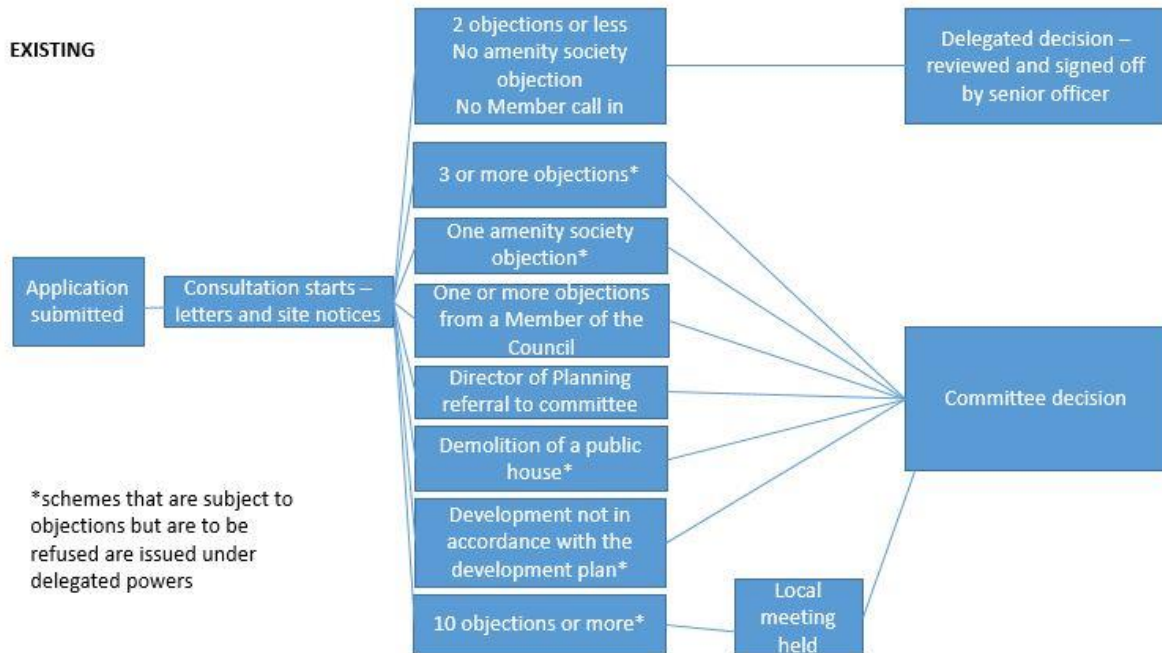 EXISTING
2 objections or less
No amenity society
objection
No Member call in
Delegated decision –
reviewed and signed off
by senior officer
3 or more objections*
One amenity society
objection*
Application
submitted
Consultation starts –
letters and site notices
One or more objections
from a Member of the
Council
Director of Planning
referral to committee
Committee decision
Demolition of a public
house*
*schemes that are subject to
objections but are to be
refused are issued under
delegated powers
Development not in
accordance with the
development plan*
10 objections or more*
Local
meeting
held